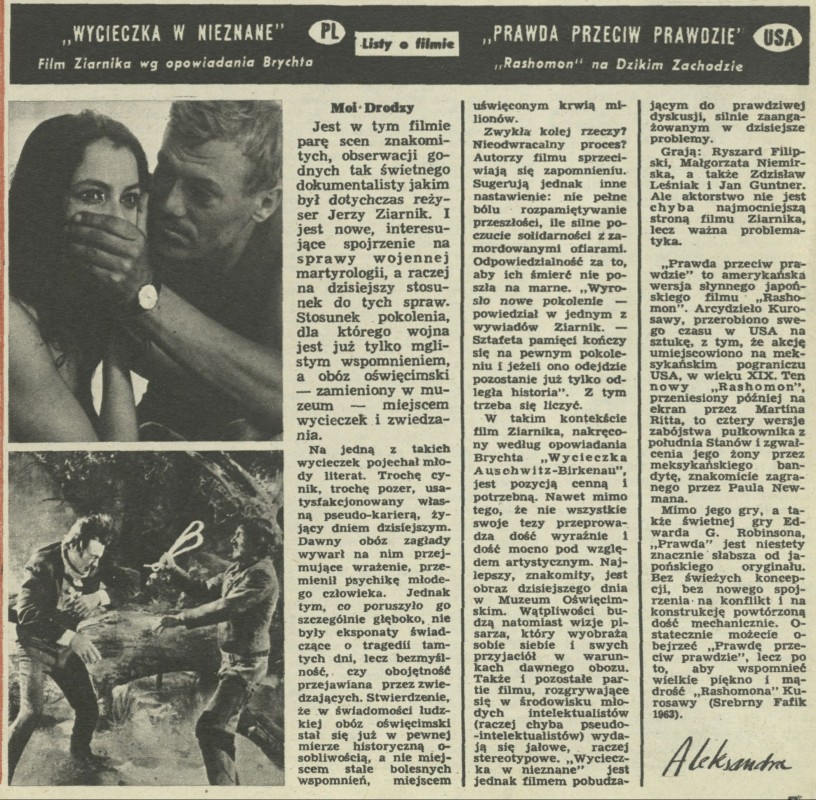 „WYCIECZKA W NIEZNANE"
PL
Film Ziarnika wg opowiadania Brychta
Listy o filmie
„PRAWDA PRZECIW PRAWDZIE'
USA
„Rashomon" na Dzikim Zachodzie
Moi Drodzy
Jest w tym filmie
parę scen znakomi-
tych, obserwacji go-
dnych tak świetnego
dokumentalisty jakim
był dotychczas reży-
ser Jerzy Ziarnik. I
jest nowe, interesu-
jące spojrzenie na
sprawy wojennej
martyrologii, a raczej
na dzisiejszy stosu-
nek do tych spraw.
Stosunek pokolenia,
dla którego wojna
jest już tylko mgli-
stym wspomnieniem,
a obóz oświęcimski
— zamieniony w mu-
zeum — miejscem
wycieczek i zwiedza-
nia.
Na jedną z takich
wycieczek pojechał mło-
dy literat. Trochę cy-
nik, trochę pozer, usa-
tysfakcjonowany włas-
ną pseudo-karierą, ży-
jący dniem dzisiejszym.
Dawny obóz zagłady
wywarł na nim przej-
mujące wrażenie, prze-
mienił psychikę młode-
go człowieka. Jednak
tym, co poruszyło go
szczególnie głęboko, nie
były eksponaty świad-
czące o tragedii tam-
tych dni, lecz bezmyśl-
ność, czy obojętność
przejawiana przez zwie-
dzających. Stwierdzenie,
że w świadomości ludz-
kiej obóz oświęcimski
stał się już w pewnej
mierze historyczną o-
sobliwością, a nie miej-
scem stale bolesnych
wspomnień, miejscem
uświęconym krwią mi-
lionów.
Zwykła kolej rzeczy?
Nieodwracalny proces?
Autorzy filmu sprzeci-
wiają się zapomnieniu.
Sugerują jednak inne
nastawienie: nie pełne
bólu rozpamiętywanie
przeszłości, ile silne po-
czucie solidarności z za-
mordowanymi ofiarami.
Odpowiedzialność za to,
aby ich śmierć nie po-
szła na marne. „Wyro-
sło nowe pokolenie —
powiedział w jednym z
wywiadów Ziarnik. —
Sztafeta pamięci kończy
się na pewnym pokole-
niu i jeżeli ono odejdzie
pozostanie już tylko od-
legła historia". Z tym
trzeba się liczyć.
W takim kontekście
film Ziarnika, nakręco-
ny według opowiadania
Brychta „Wycieczka
Auschwitz-Birkenau",
jest pozycją cenną i
potrzebną. Nawet mimo
tego, że nie wszystkie
swoje tezy przeprowa-
dza dość wyraźnie i
dość mocno pod wzglę-
dem artystycznym. Naj-
lepszy, znakomity, jest
obraz dzisiejszego dnia
w Muzeum Oświęcim-
skim. Wątpliwości bu-
dzą natomiast wizje pi-
sarza, który wyobraża
sobie siebie i swych
przyjaciół w warun-
kach dawnego obozu.
Także i pozostałe par-
tie filmu, rozgrywające
się w środowisku mło-
dych intelektualistów
(raczej chyba pseudo-
-intelektualistów) wyda-
ją się jałowe, raczej
stereotypowe. „Wyciecz-
ka w nieznane" jest
jednak filmem pobudza-
jącym do prawdziwej
dyskusji, silnie zaanga-
żowanym w dzisiejsze
problemy.
Grają: Ryszard Filip-
ski, Małgorzata Niemir-
ska, a także Zdzisław
Leśniak i Jan Guntner.
Ale aktorstwo nie jest
chyba najmocniejszą
stroną filmu Ziarnika,
lecz ważna problema-
tyka.
„Prawda przeciw pra-
wdzie" to amerykańska
wersja słynnego japoń-
skiego filmu „Rasho-
mon". Arcydzieło Kuro-
sawy, przerobiono swe-
go czasu w USA na
sztukę, z tym, że akcję
umiejscowiono na mek-
sykańskim pograniczu
USA, w wieku XIX. Ten
nowy „Rashomon",
przeniesiony później na
ekran przez Martina
Ritta, to cztery wersje
zabójstwa pułkownika z
południa Stanów i zgwał-
cenia jego żony przez
meksykańskiego ban-
dytę, znakomicie zagra-
nego przez Paula New-
mana.
Mimo jego gry, a ta-
kże świetnej gry Ed-
warda G. Robinsona,
„Prawda" jest niestety
znacznie słabsza od ja-
pońskiego oryginału.
Bez świeżych koncep-
cji, bez nowego spoj-
rzenia na konflikt i na
konstrukcję powtórzoną
dość mechanicznie. O-
statecznie możecie o-
bejrzeć „Prawdę prze-
ciw prawdzie", lecz po
to, aby wspomnieć
wielkie piękno i mą-
drość „Rashomona" Ku-
rosawy (Srebrny Fafik
1963).
Aleksandra